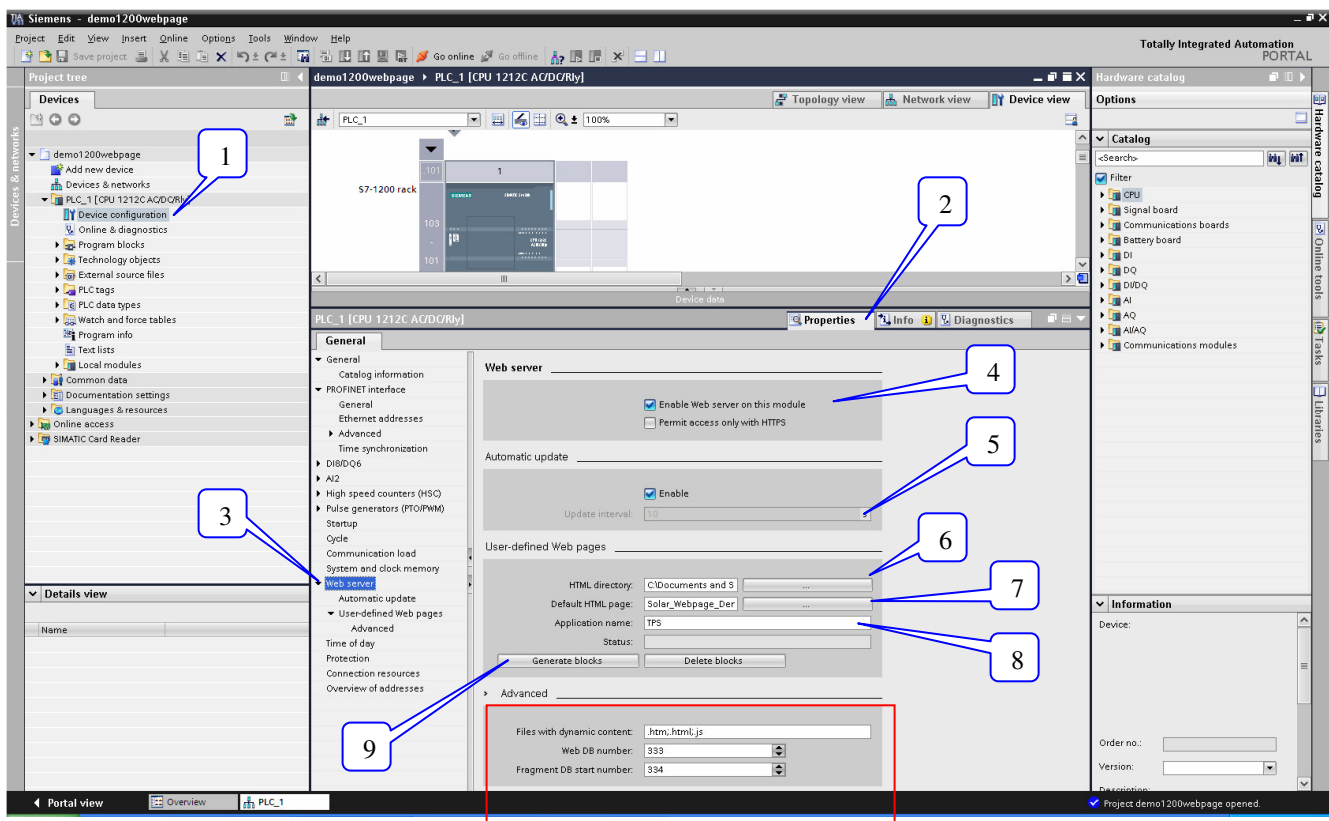 Siemens - demo1200webpage
Project Edit View Insert Online Options Tools Window Help
Save project Go online Go offline
Totally Integrated Automation
PORTAL
Project tree
Devices
demo1200webpage
Add new device
Devices & networks
PLC_1 [CPU 1212C AC/DC/Rly]
Device configuration
Online & diagnostics
Program blocks
Technology objects
External source files
PLC tags
PLC data types
Watch and force tables
Program info
Text lists
Local modules
Common data
Documentation settings
Languages & resources
Online access
SIMATIC Card Reader
Details view
Name
Devices & networks
1
demo1200webpage PLC_1 [CPU 1212C AC/DC/Rly]
Topology view Network view Device view
PLC_1 100%
101 1
S7-1200 rack
SIEMENS
103
-
101
2
Device data
PLC_1 [CPU 1212C AC/DC/Rly]
Properties Info Diagnostics
General
General
Catalog information
PROFINET interface
General
Ethernet addresses
Advanced
Time synchronization
DI8/DQ6
AI2
High speed counters (HSC)
Pulse generators (PTO/PWM)
Startup
Cycle
Communication load
System and clock memory
Web server
Automatic update
User-defined Web pages
Advanced
Time of day
Protection
Connection resources
Overview of addresses
3
Web server
Enable Web server on this module
Permit access only with HTTPS
4
Automatic update
Enable
Update interval: 10 s
5
User-defined Web pages
6
HTML directory: C:\Documents and S ...
Default HTML page: Solar_Webpage_Der ...
7
Application name: TPS
Status:
8
Generate blocks Delete blocks
9
Advanced
Files with dynamic content: .htm;.html;.js
Web DB number: 333
Fragment DB start number: 334
Hardware catalog
Options
Catalog
<Search>
Filter
CPU
Signal board
Communications boards
Battery board
DI
DQ
DI/DQ
AI
AQ
AI/AQ
Communications modules
Information
Device:
Order no.:
Version:
Description:
Hardware catalog
Online tools
Tasks
Libraries
Portal view Overview PLC_1
Project demo1200webpage opened.